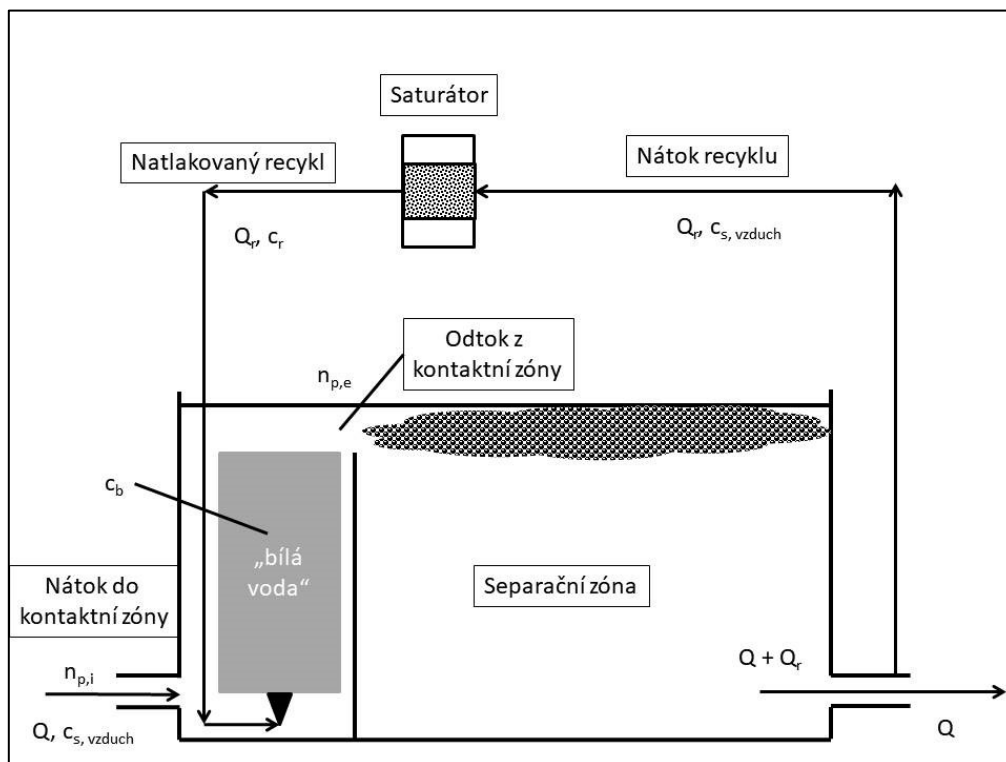 Saturátor
Natlakovaný recykl
Nátok recyklu
Qr, cr
Qr, cs, vzduch
Odtok z
kontaktní zóny
np,e
cb
„bílá
voda“
Nátok do
kontaktní zóny
Separační zóna
np,i
Q + Qr
Q, cs, vzduch
Q